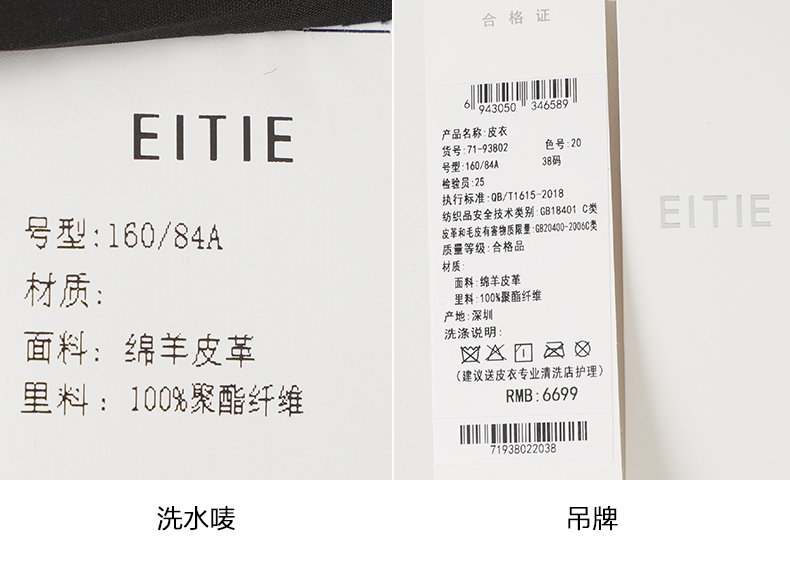 EITIE
号型:160/84A
材质:
面料: 绵羊皮革
里料: 100%聚酯纤维
洗水唛
合格证
6 943050 346589
产品名称:皮衣
货号:71-93802 色号:20
号型:160/84A 38码
检验员:25
执行标准:QB/T1615-2018
纺织品安全技术类别:GB18401 C类
皮革和毛皮有害物质限量:GB20400-2006C类
质量等级:合格品
材质:
面料:绵羊皮革
里料:100%聚酯纤维
产地:深圳
洗涤说明:
(建议送皮衣专业清洗店护理)
RMB:6699
71938022038
EITIE
吊牌